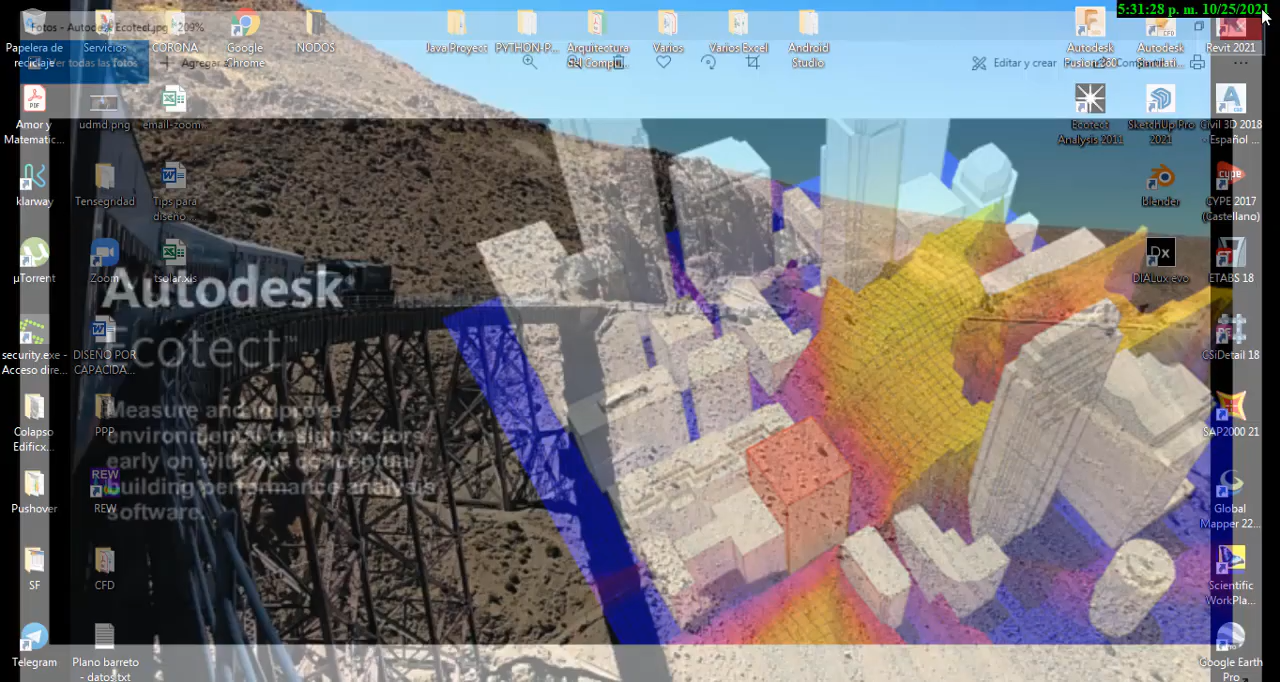 5:31:28 p. m. 10/25/2021
Fotos - Autodesk Ecotect.jpg - 209%
Papelera de
reciclaje
Servicios
CORONA
Google
Chrome
NODOS
Java Proyect
PYTHON-P...
Arquitectura
del Compu...
Varios
Varios Excel
Android
Studio
Autodesk
Fusion 360
Autodesk
Simulati...
Revit 2021
Ver todas las fotos
Agregar a
Editar y crear
Amor y
Matematic...
udmd.png
email-zoom...
Ecotect
Analysis 2011
SketchUp Pro
2021
Civil 3D 2018
- Español ...
klarway
Tensegridad
Tips para
diseño ...
blender
CYPE 2017
(Castellano)
µTorrent
Zoom
tsolar.xls
DIALux evo
ETABS 18
Autodesk
Ecotect™
security.exe -
Acceso dire...
DISEÑO POR
CAPACIDA...
CSiDetail 18
Measure and improve
environmental design factors
early on with our conceptual
building performance analysis
software.
Colapso
Edificx...
PPP
SAP2000 21
Pushover
REW
REW
Global
Mapper 22...
SF
CFD
Scientific
WorkPla...
Telegram
Plano barreto
- datos.txt
Google Earth
Pro